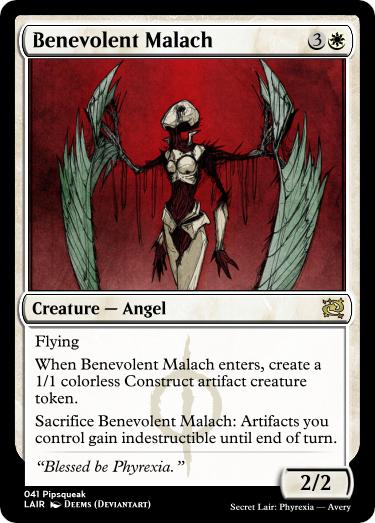 Benevolent Malach 3
Creature — Angel
Flying
When Benevolent Malach enters, create a
1/1 colorless Construct artifact creature
token.
Sacrifice Benevolent Malach: Artifacts you
control gain indestructible until end of turn.
“Blessed be Phyrexia.”
2/2
041 Pipsqueak
LAIR Deems (Deviantart)
Secret Lair: Phyrexia — Avery